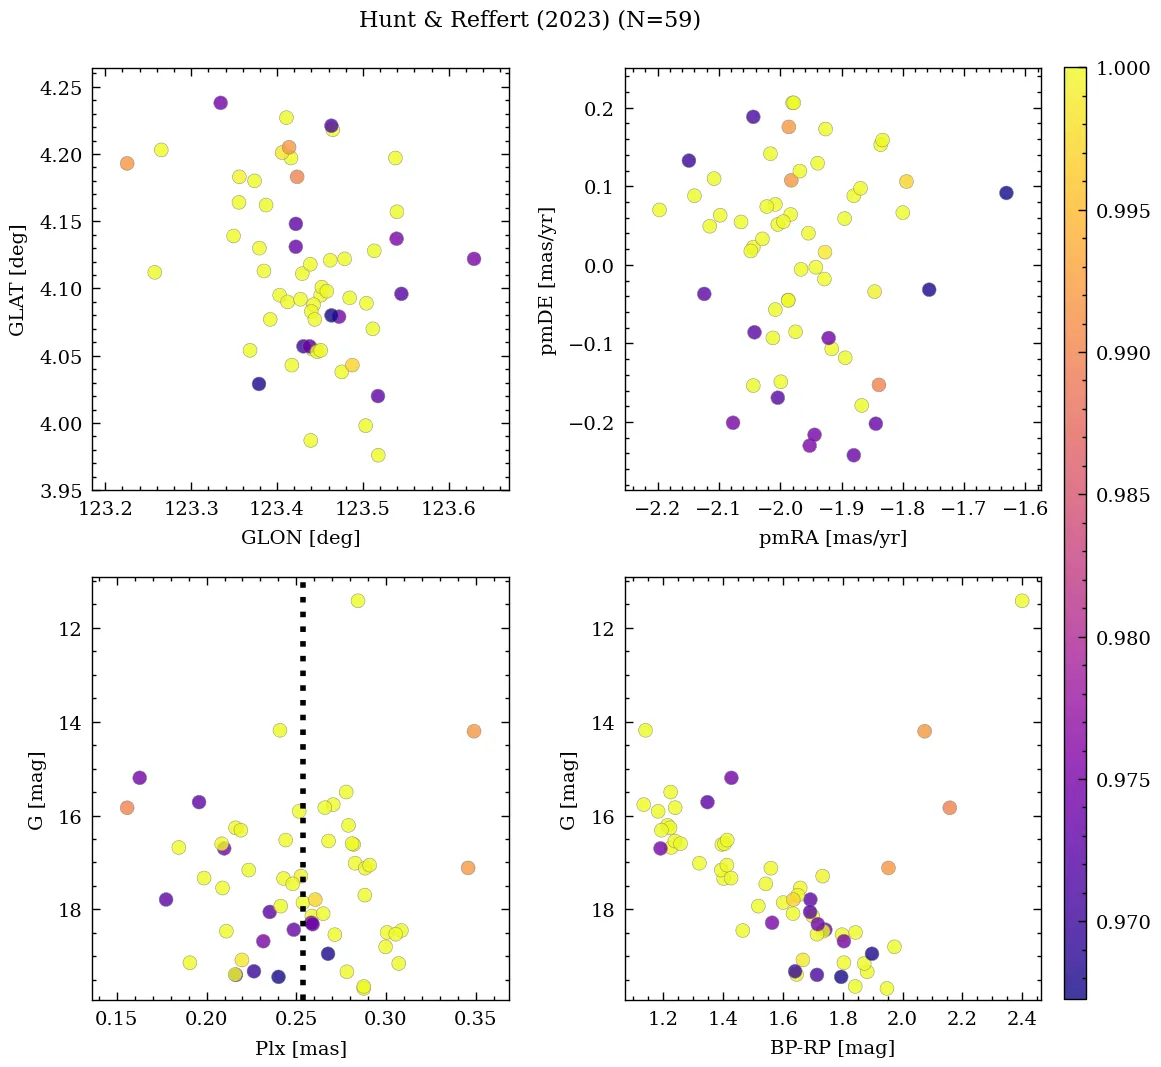 Hunt & Reffert (2023) (N=59)
4.25
4.20
4.15
4.10
4.05
4.00
3.95
GLAT [deg]
123.2 123.3 123.4 123.5 123.6
GLON [deg]
0.2
0.1
0.0
−0.1
−0.2
pmDE [mas/yr]
−2.2 −2.1 −2.0 −1.9 −1.8 −1.7 −1.6
pmRA [mas/yr]
12
14
16
18
G [mag]
0.15 0.20 0.25 0.30 0.35
Plx [mas]
12
14
16
18
G [mag]
1.2 1.4 1.6 1.8 2.0 2.2 2.4
BP-RP [mag]
1.000
0.995
0.990
0.985
0.980
0.975
0.970